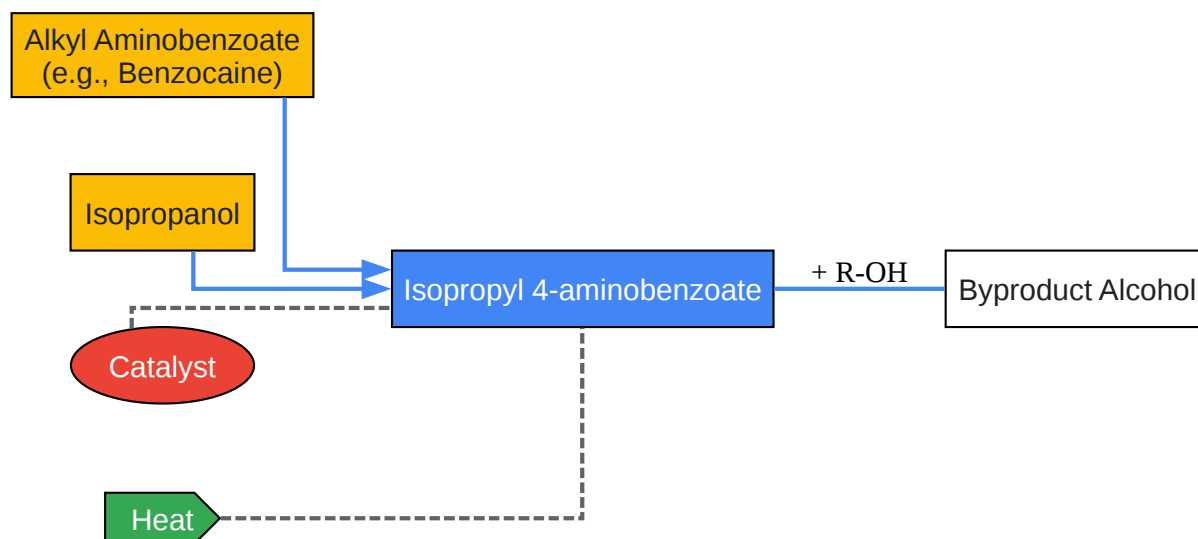 Alkyl Aminobenzoate
(e.g., Benzocaine)
Isopropanol
Isopropyl 4-aminobenzoate
+ R-OH
Byproduct Alcohol
Catalyst
Heat